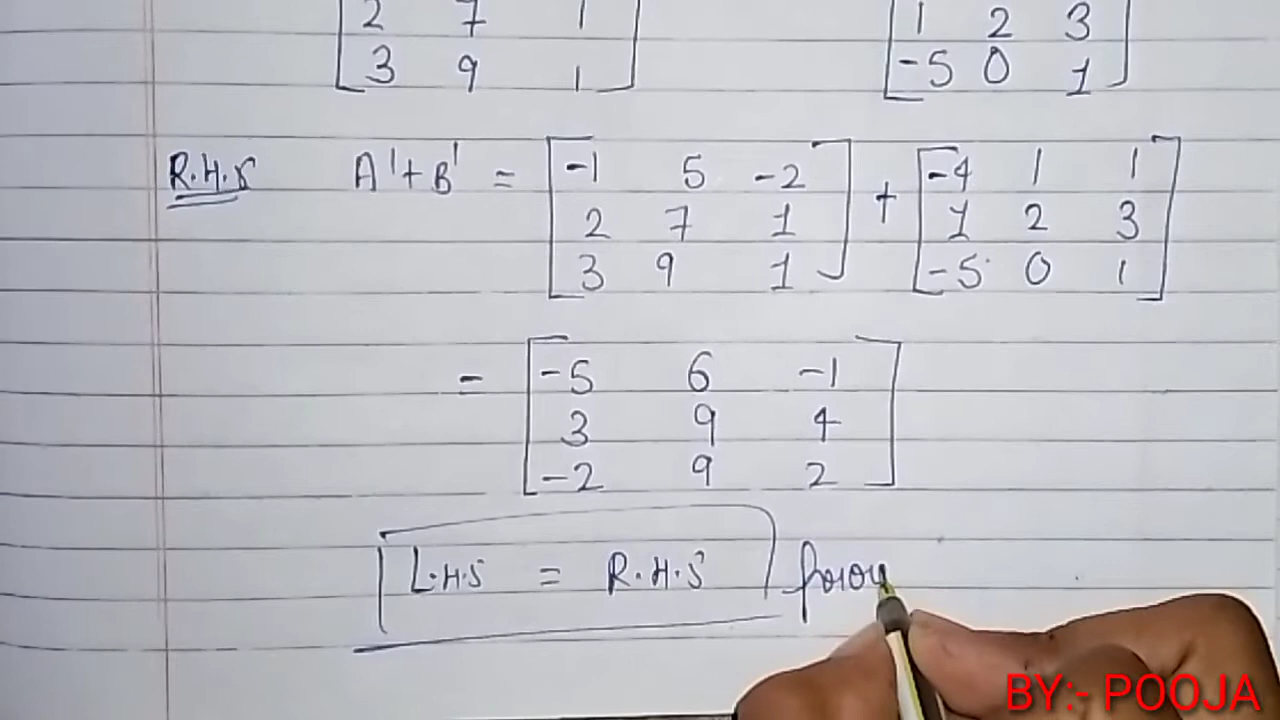 2 7 1 1 2 3
3 9 1 -5 0 1
R.H.S A'+B' = -1 5 -2 + -4 1 1
2 7 1 1 2 3
3 9 1 -5 0 1
= -5 6 -1
3 9 4
-2 9 2
L.H.S = R.H.S
BY:- POOJA